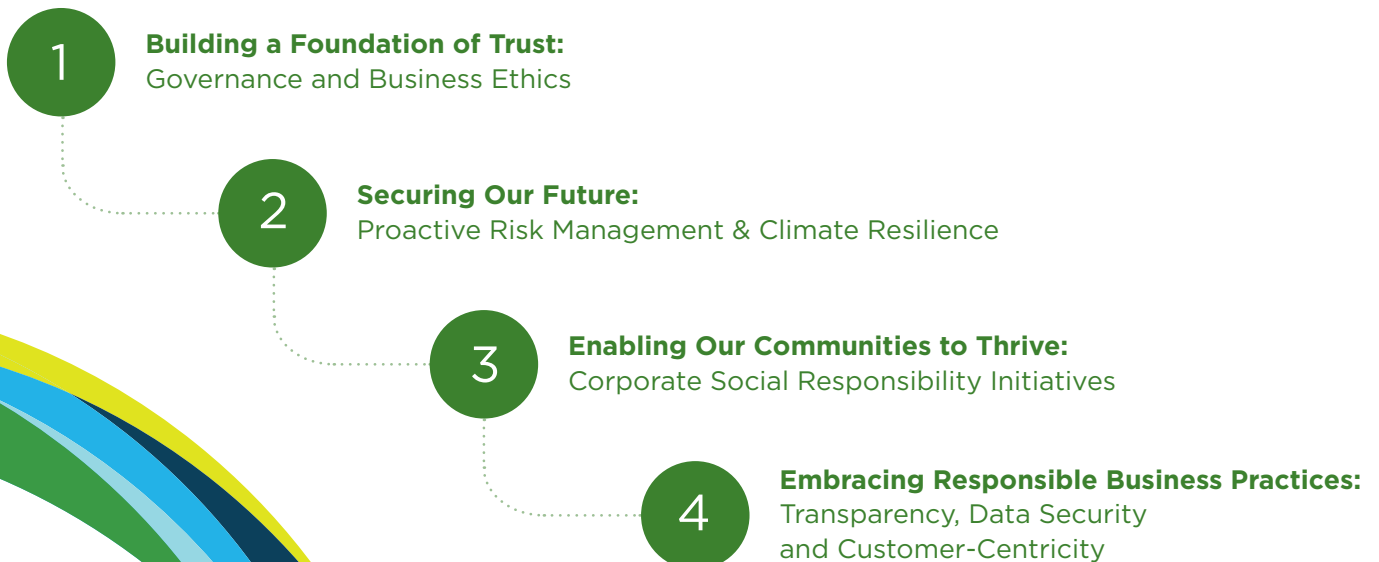 1
Building a Foundation of Trust:
Governance and Business Ethics
2
Securing Our Future:
Proactive Risk Management & Climate Resilience
3
Enabling Our Communities to Thrive:
Corporate Social Responsibility Initiatives
4
Embracing Responsible Business Practices:
Transparency, Data Security
and Customer-Centricity